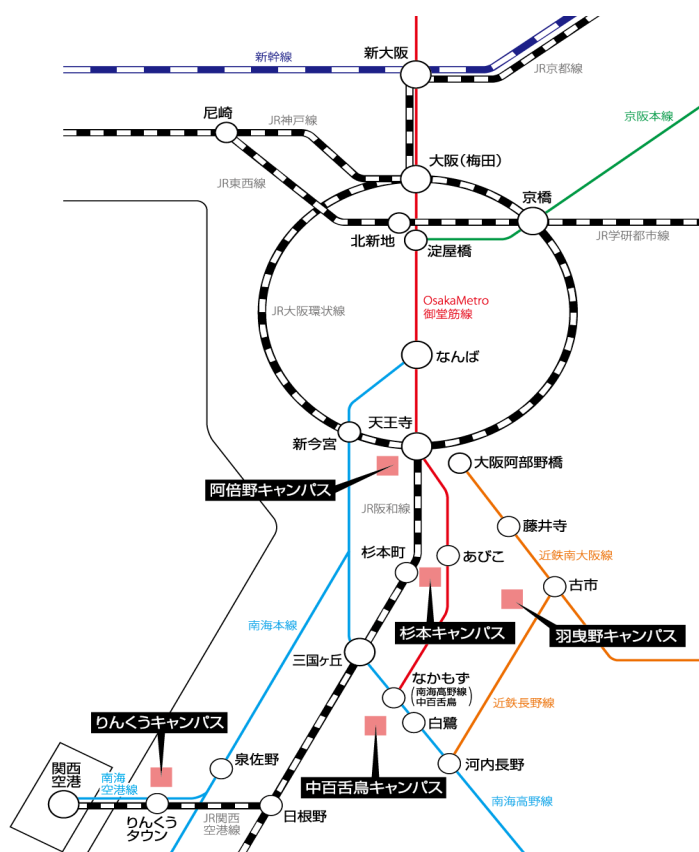 新大阪
新幹線
JR京都線
尼崎
JR神戸線
京阪本線
大阪(梅田)
JR東西線
京橋
北新地
淀屋橋
JR学研都市線
JR大阪環状線
OsakaMetro
御堂筋線
なんば
天王寺
新今宮
大阪阿部野橋
阿倍野キャンパス
JR阪和線
藤井寺
杉本町
あびこ
近鉄南大阪線
古市
南海本線
杉本キャンパス
羽曳野キャンパス
三国ヶ丘
なかもず
(南海高野線
中百舌鳥)
りんくうキャンパス
白鷺
近鉄長野線
泉佐野
関西
空港
南海
空港線
中百舌鳥キャンパス
河内長野
りんくう
タウン
JR関西
空港線
日根野
南海高野線